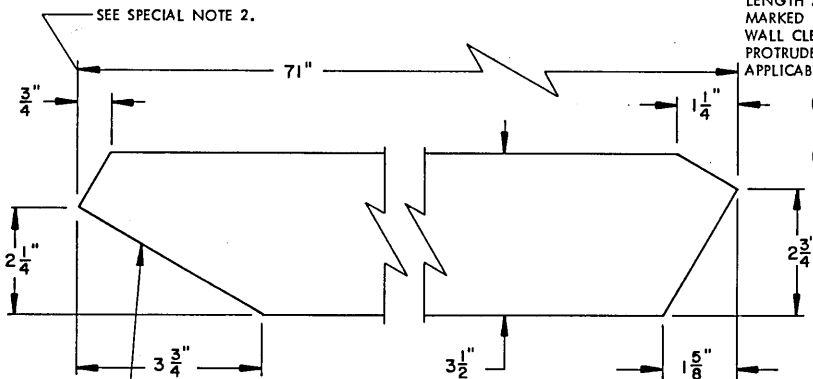 SEE SPECIAL NOTE 2.
MARKED
WALL CLE
PROTRUDE
APPLICAB
71"
3/4"
1 1/4"
2 1/4"
2 3/4"
3 3/4"
3 1/2"
1 5/8"